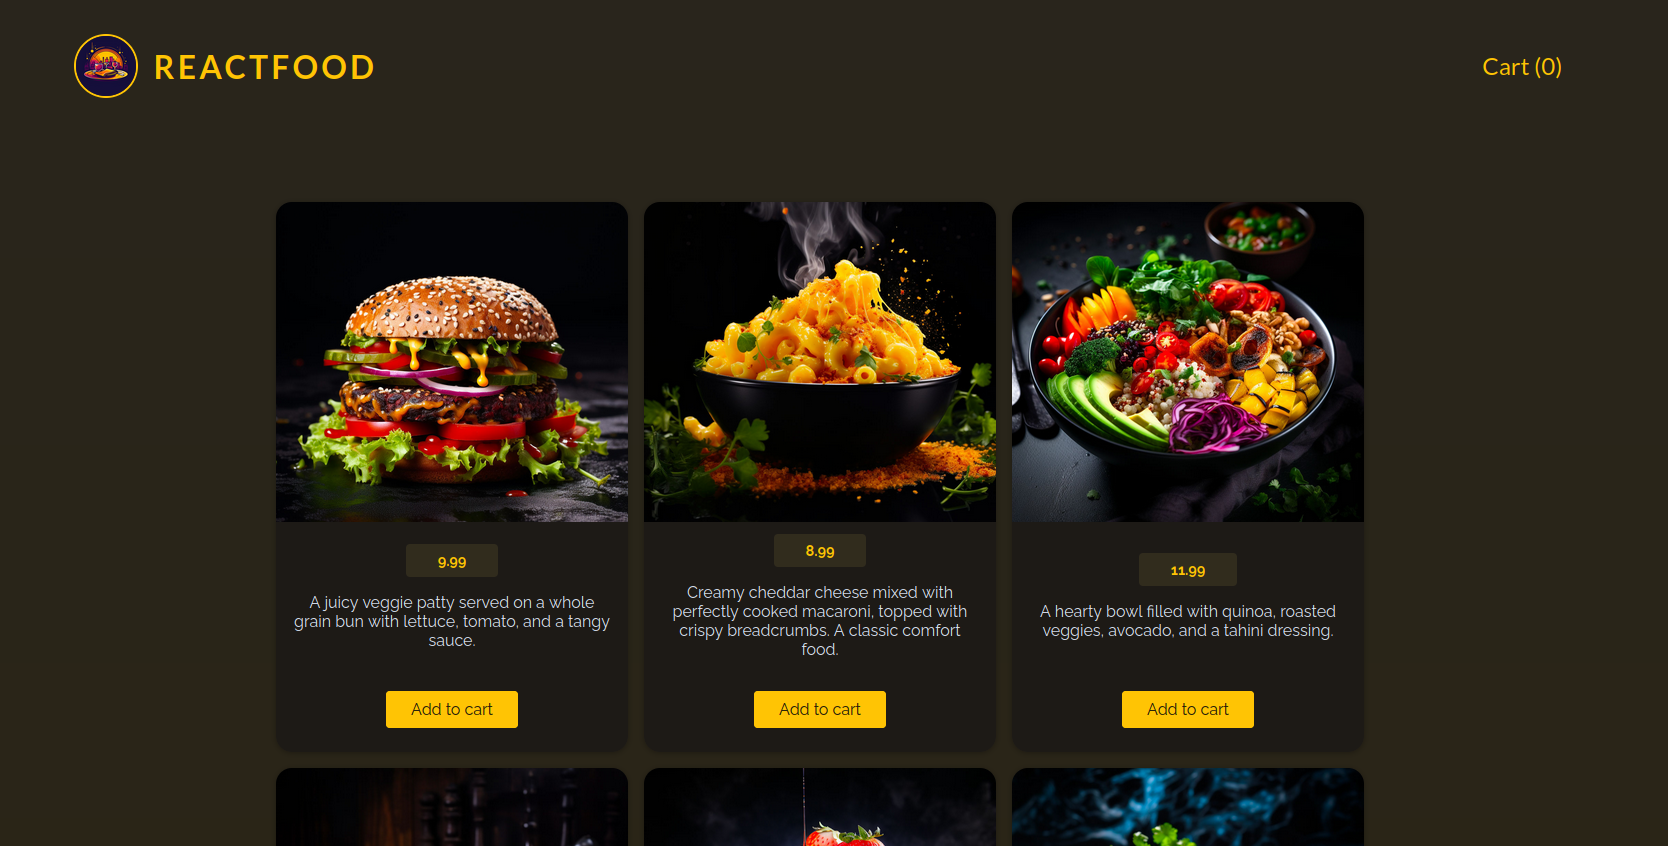 REACTFOOD
Cart (0)
9.99
A juicy veggie patty served on a whole
grain bun with lettuce, tomato, and a tangy
sauce.
Add to cart
8.99
Creamy cheddar cheese mixed with
perfectly cooked macaroni, topped with
crispy breadcrumbs. A classic comfort
food.
Add to cart
11.99
A hearty bowl filled with quinoa, roasted
veggies, avocado, and a tahini dressing.
Add to cart